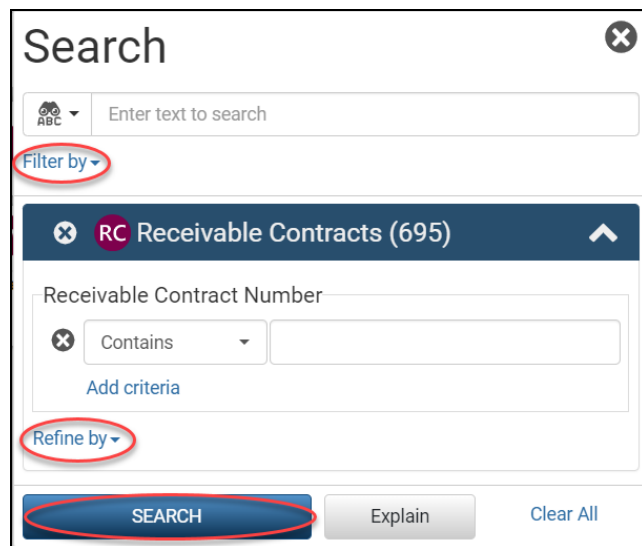 Search
ABC Enter text to search
Filter by
RC Receivable Contracts (695)
Receivable Contract Number
Contains
Add criteria
Refine by
SEARCH Explain Clear All